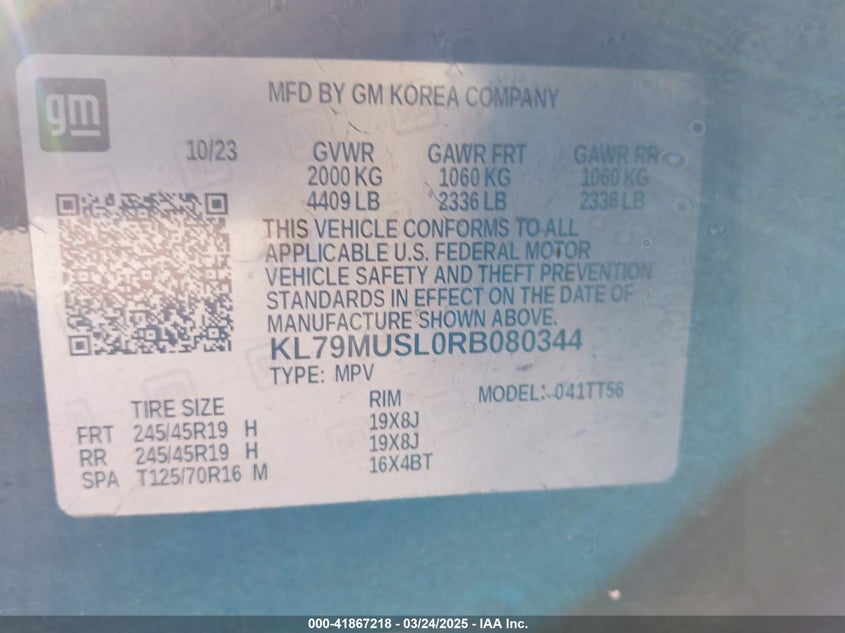 gm
MFD BY GM KOREA COMPANY
10/23 GVWR GAWR FRT GAWR RR
2000 KG 1060 KG 1060 KG
4409 LB 2336 LB 2336 LB
THIS VEHICLE CONFORMS TO ALL
APPLICABLE U.S. FEDERAL MOTOR
VEHICLE SAFETY AND THEFT PREVENTION
STANDARDS IN EFFECT ON THE DATE OF
MANUFACTURE SHOWN ABOVE.
KL79MUSL0RB080344
TYPE: MPV MODEL: 041TT56
TIRE SIZE RIM
FRT 245/45R19 H 19X8J
RR 245/45R19 H 19X8J
SPA T125/70R16 M 16X4BT
000-41867218 - 03/24/2025 - IAA Inc.